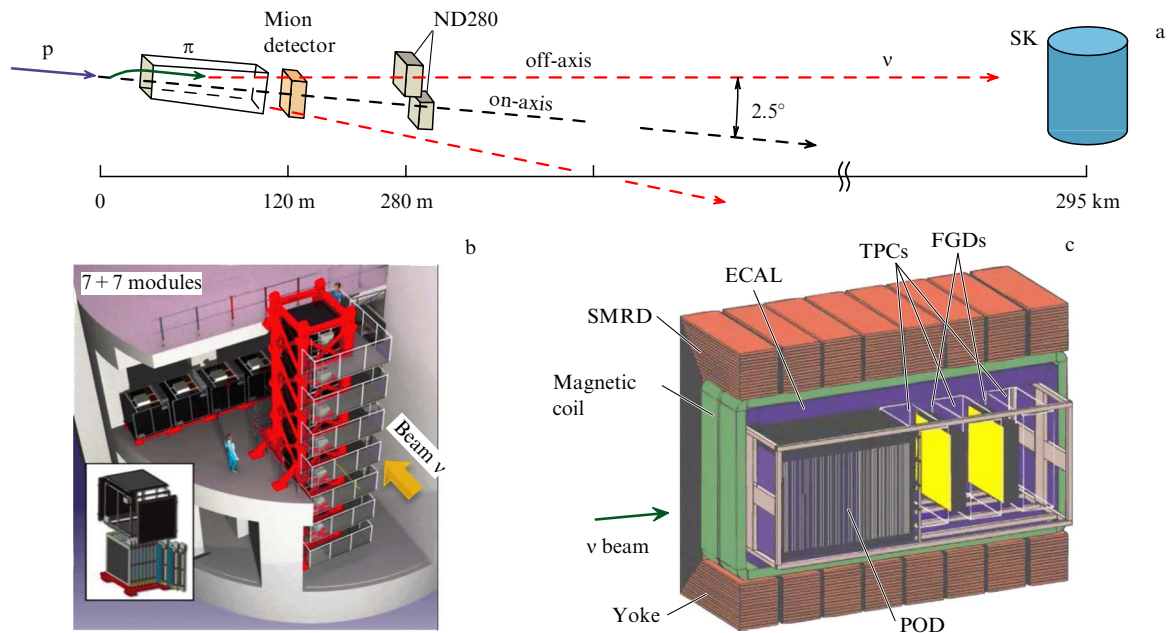 a
p
π
Mion
detector
ND280
off-axis
ν
SK
on-axis
2.5°
0
120 m
280 m
295 km
b
7 + 7 modules
Beam ν
c
TPCs
FGDs
ECAL
SMRD
Magnetic
coil
ν beam
Yoke
POD